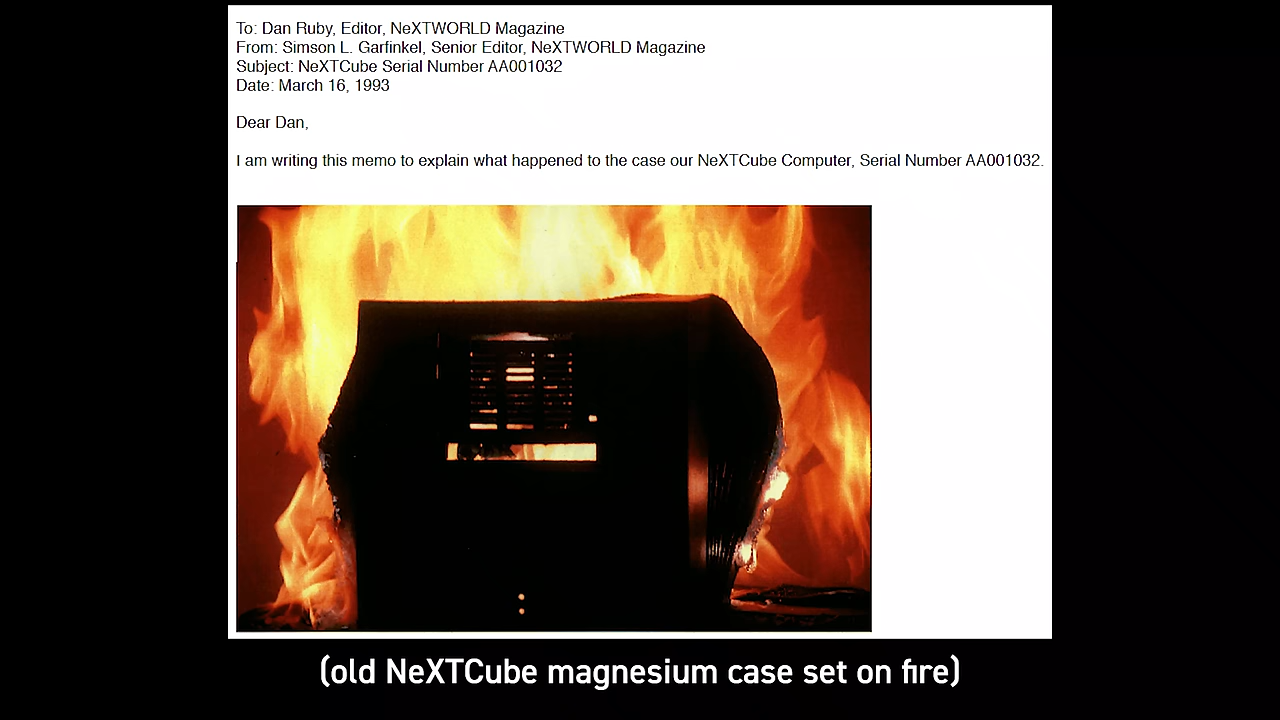 To: Dan Ruby, Editor, NeXTWORLD Magazine
From: Simson L. Garfinkel, Senior Editor, NeXTWORLD Magazine
Subject: NeXTCube Serial Number AA001032
Date: March 16, 1993
Dear Dan,
I am writing this memo to explain what happened to the case our NeXTCube Computer, Serial Number AA001032.
(old NeXTCube magnesium case set on fire)